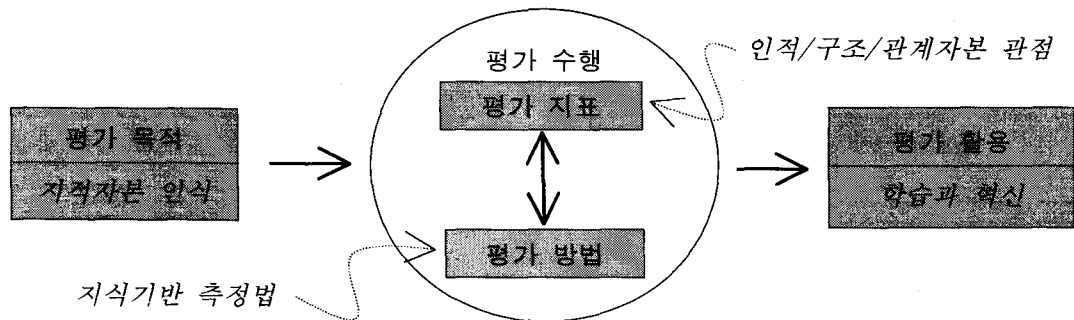 인적/구조/관계자본 관점
평가 수행
평가 지표
평가 목적
지적자본 인식
평가 활용
학습과 혁신
평가 방법
지식기반 측정법